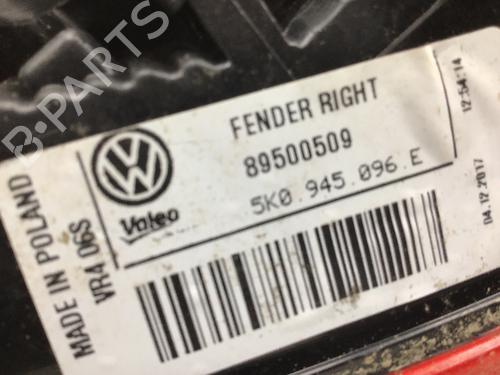 FENDER RIGHT
89500509
5K0.945.096.E
Valeo
MADE IN POLAND
VR4.06S
12:54:14
04.12.2017
B-PARTS